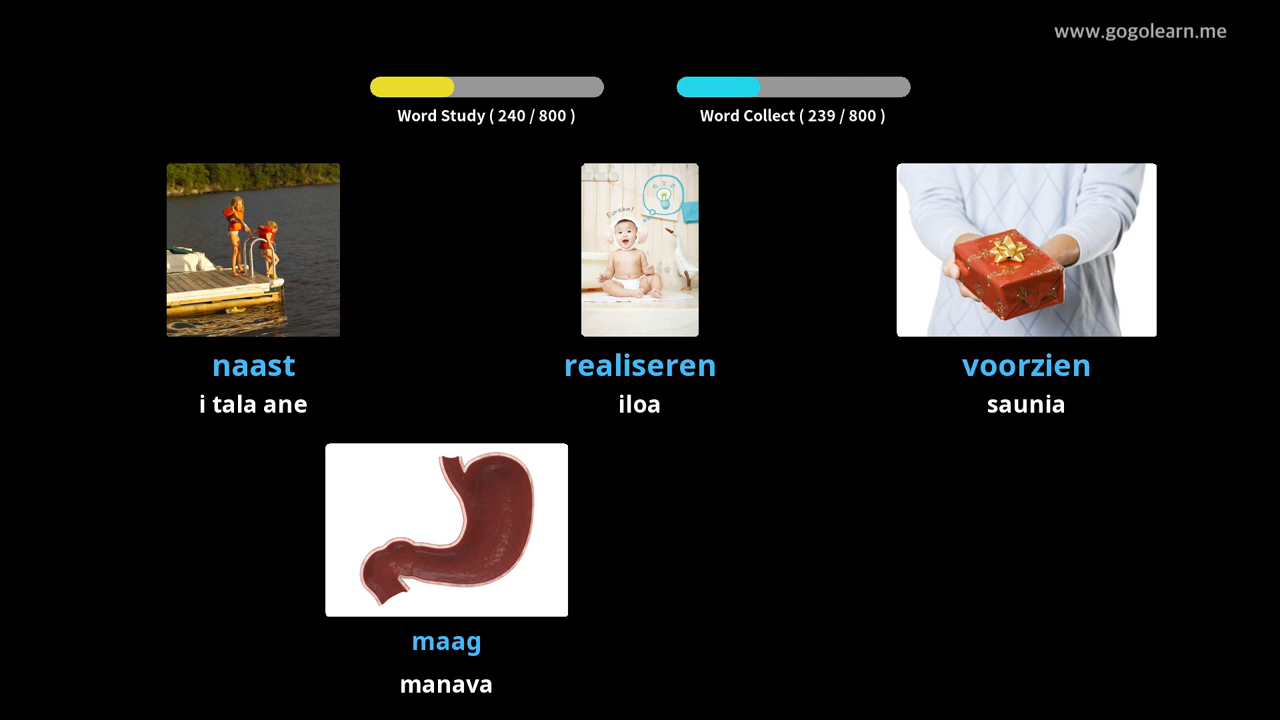 www.gogolearn.me
Word Study ( 240 / 800 )
Word Collect ( 239 / 800 )
Eureka!
naast
i tala ane
realiseren
iloa
voorzien
saunia
maag
manava